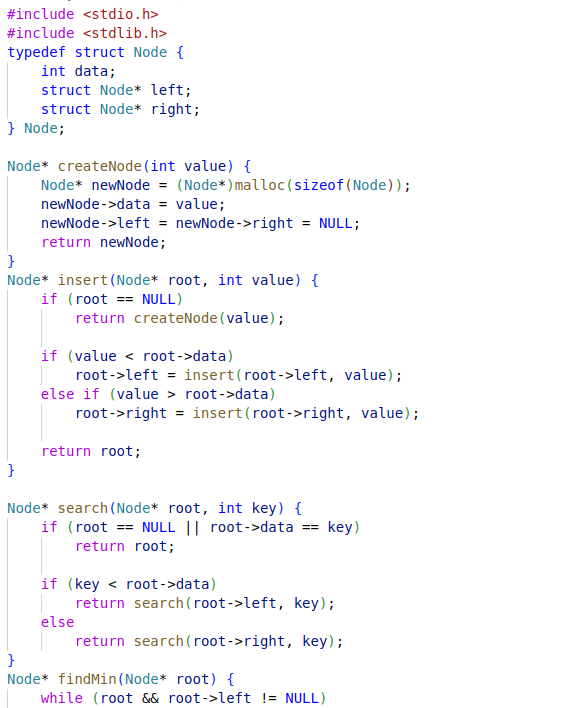 #include <stdio.h>
#include <stdlib.h>
typedef struct Node {
    int data;
    struct Node* left;
    struct Node* right;
} Node;

Node* createNode(int value) {
    Node* newNode = (Node*)malloc(sizeof(Node));
    newNode->data = value;
    newNode->left = newNode->right = NULL;
    return newNode;
}
Node* insert(Node* root, int value) {
    if (root == NULL)
        return createNode(value);

    if (value < root->data)
        root->left = insert(root->left, value);
    else if (value > root->data)
        root->right = insert(root->right, value);

    return root;
}

Node* search(Node* root, int key) {
    if (root == NULL || root->data == key)
        return root;

    if (key < root->data)
        return search(root->left, key);
    else
        return search(root->right, key);
}
Node* findMin(Node* root) {
    while (root && root->left != NULL)